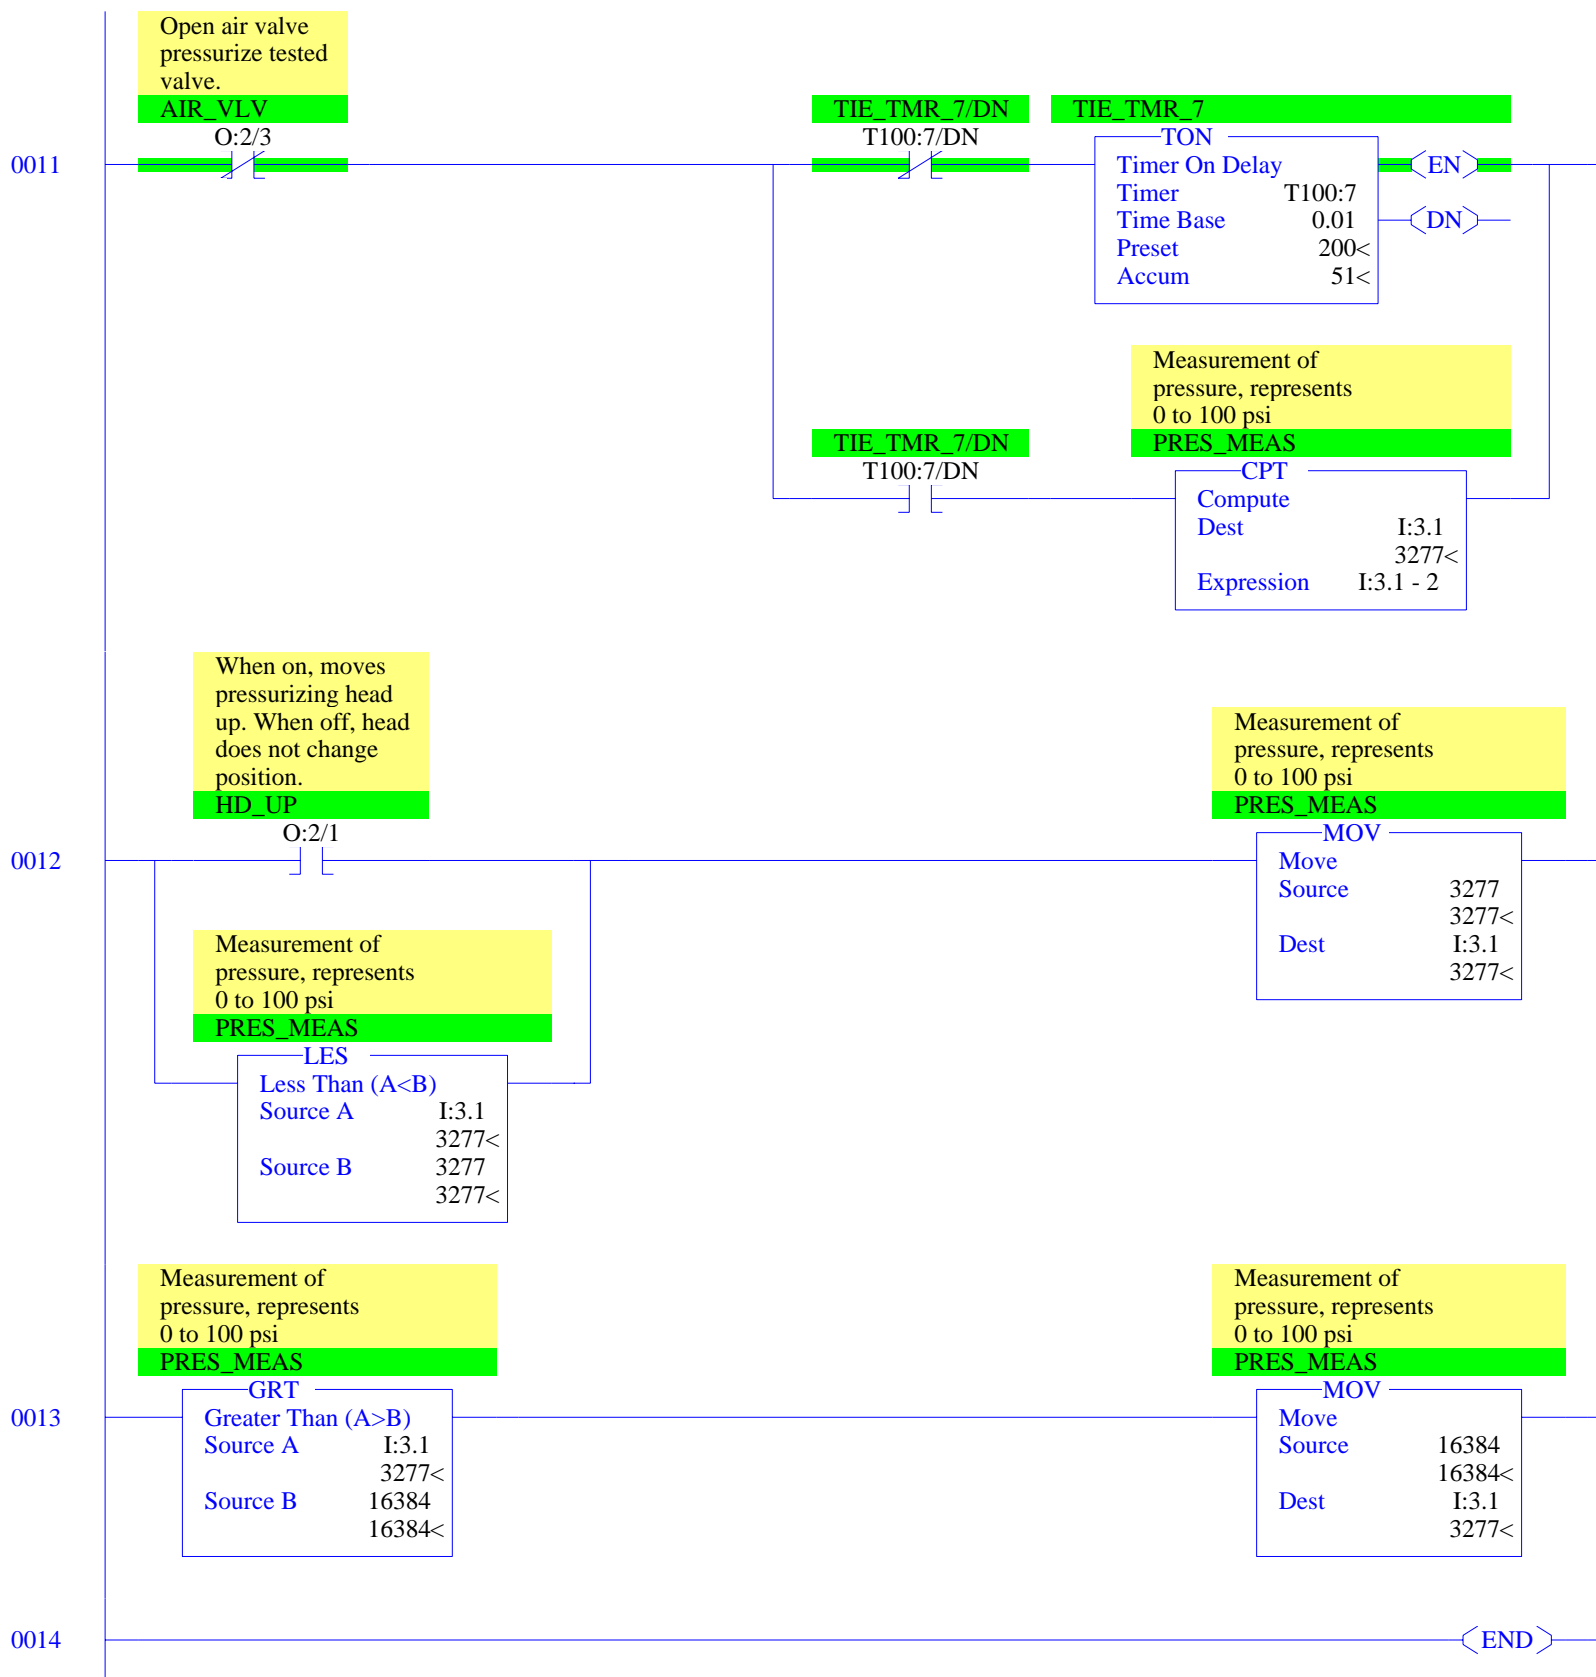 Open air valve
pressurize tested
valve.
AIR_VLV
O:2/3
0011
TIE_TMR_7/DN
T100:7/DN
TIE_TMR_7
TON
Timer On Delay
Timer T100:7
Time Base 0.01
Preset 200<
Accum 51<
EN
DN
TIE_TMR_7/DN
T100:7/DN
Measurement of
pressure, represents
0 to 100 psi
PRES_MEAS
CPT
Compute
Dest I:3.1
3277<
Expression I:3.1 - 2
When on, moves
pressurizing head
up. When off, head
does not change
position.
HD_UP
O:2/1
0012
Measurement of
pressure, represents
0 to 100 psi
PRES_MEAS
LES
Less Than (A<B)
Source A I:3.1
3277<
Source B 3277
3277<
Measurement of
pressure, represents
0 to 100 psi
PRES_MEAS
MOV
Move
Source 3277
3277<
Dest I:3.1
3277<
Measurement of
pressure, represents
0 to 100 psi
PRES_MEAS
0013
GRT
Greater Than (A>B)
Source A I:3.1
3277<
Source B 16384
16384<
Measurement of
pressure, represents
0 to 100 psi
PRES_MEAS
MOV
Move
Source 16384
16384<
Dest I:3.1
3277<
0014
END